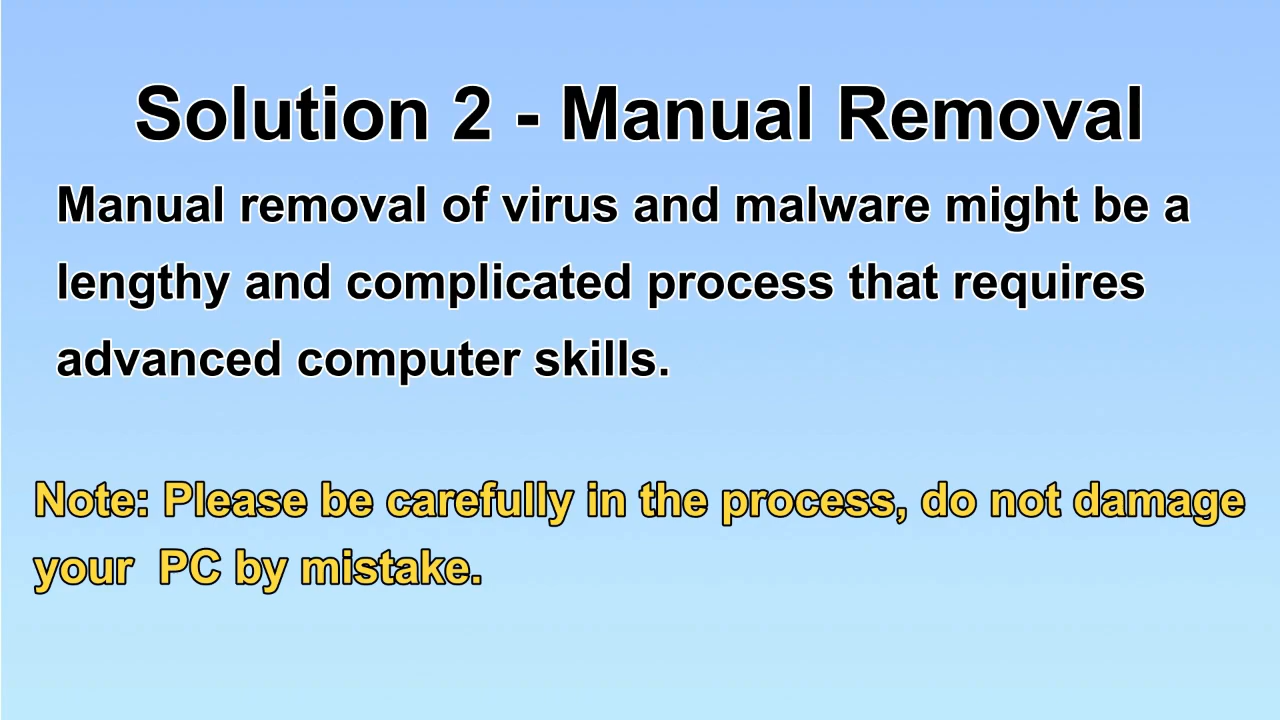 Solution 2 - Manual Removal
Manual removal of virus and malware might be a
lengthy and complicated process that requires
advanced computer skills.
Note: Please be carefully in the process, do not damage
your  PC by mistake.